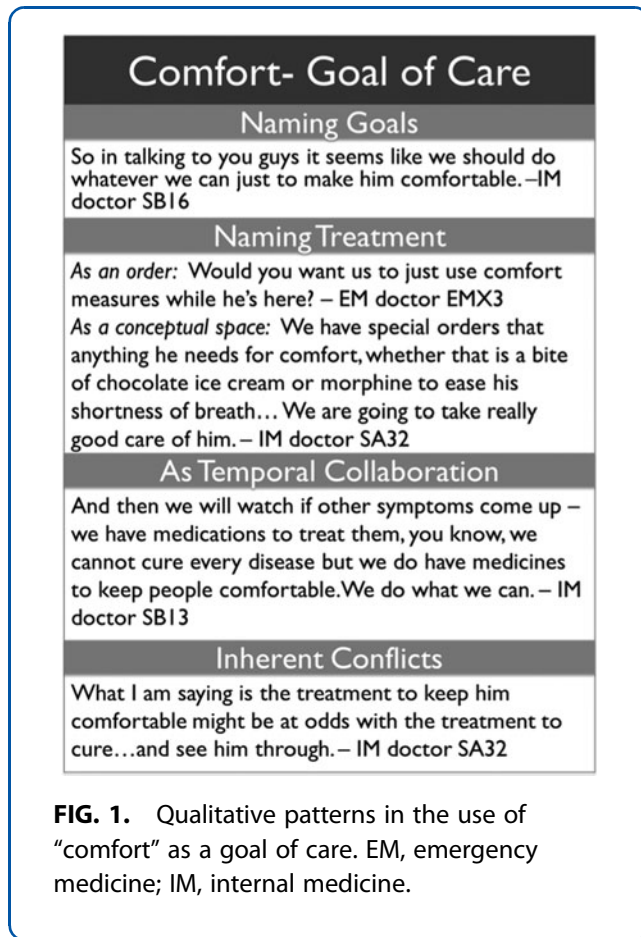 Comfort- Goal of Care
Naming Goals
So in talking to you guys it seems like we should do
whatever we can just to make him comfortable. –IM
doctor SB16
Naming Treatment
As an order: Would you want us to just use comfort
measures while he's here? – EM doctor EMX3
As a conceptual space: We have special orders that
anything he needs for comfort, whether that is a bite
of chocolate ice cream or morphine to ease his
shortness of breath… We are going to take really
good care of him. – IM doctor SA32
As Temporal Collaboration
And then we will watch if other symptoms come up –
we have medications to treat them, you know, we
cannot cure every disease but we do have medicines
to keep people comfortable.We do what we can. – IM
doctor SB13
Inherent Conflicts
What I am saying is the treatment to keep him
comfortable might be at odds with the treatment to
cure…and see him through. – IM doctor SA32
FIG. 1. Qualitative patterns in the use of
“comfort” as a goal of care. EM, emergency
medicine; IM, internal medicine.